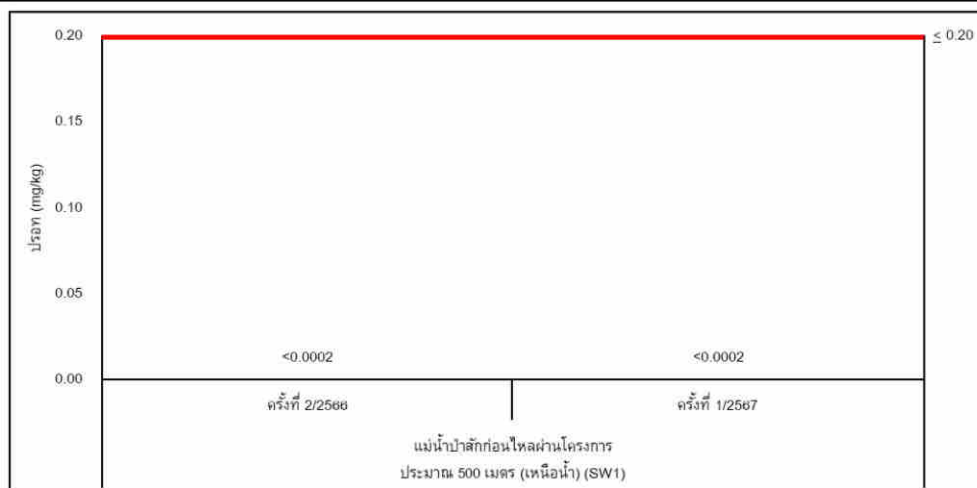 0.20
≤ 0.20
0.15
ปรอท (mg/kg)
0.10
0.05
<0.0002
<0.0002
0.00
ครั้งที่ 2/2566
ครั้งที่ 1/2567
แม่น้ำป่าสักก่อนไหลผ่านโครงการ
ประมาณ 500 เมตร (เหนือน้ำ) (SW1)